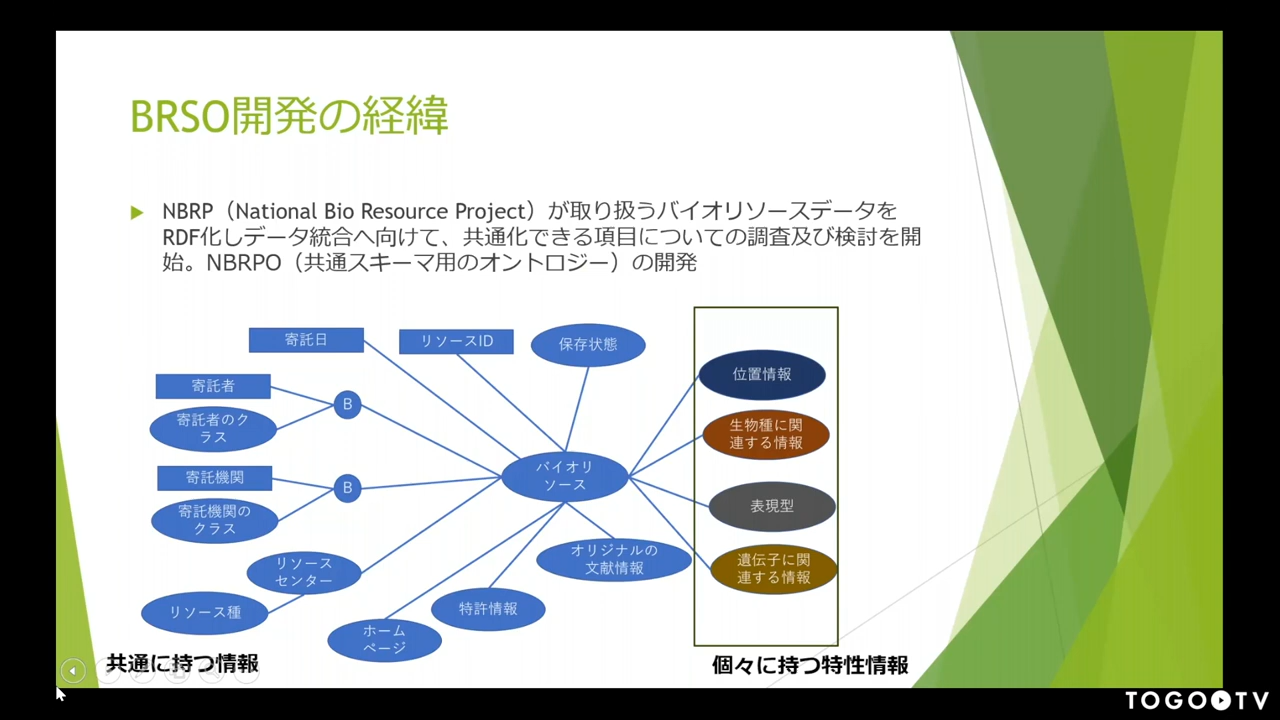 BRSO開発の経緯
NBRP（National Bio Resource Project）が取り扱うバイオリソースデータを
RDF化しデータ統合へ向けて、共通化できる項目についての調査及び検討を開
始。NBRPO（共通スキーマ用のオントロジー）の開発
寄託日
リソースID
保存状態
寄託者
B
寄託者のク
ラス
寄託機関
B
寄託機関の
クラス
バイオリ
ソース
リソース
センター
リソース種
ホーム
ページ
特許情報
オリジナルの
文献情報
位置情報
生物種に関
連する情報
表現型
遺伝子に関
連する情報
共通に持つ情報
個々に持つ特性情報
TOGOTV